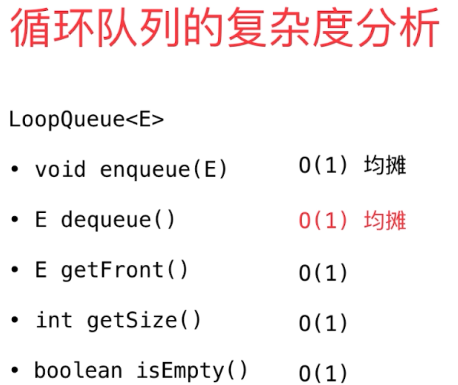 循环队列的复杂度分析
LoopQueue<E>
• void enqueue(E) O(1) 均摊
• E dequeue() O(1) 均摊
• E getFront() O(1)
• int getSize() O(1)
• boolean isEmpty() O(1)